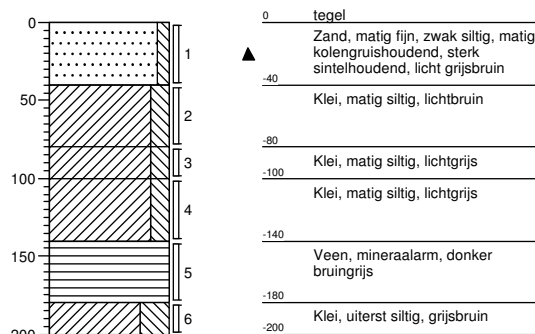 0
50
100
150
200
1
2
3
4
5
6
0 tegel
Zand, matig fijn, zwak siltig, matig
kolengruishoudend, sterk
sintelhoudend, licht grijsbruin
-40
Klei, matig siltig, lichtbruin
-80
Klei, matig siltig, lichtgrijs
-100
Klei, matig siltig, lichtgrijs
-140
Veen, mineraalarm, donker
bruingrijs
-180
Klei, uiterst siltig, grijsbruin
-200